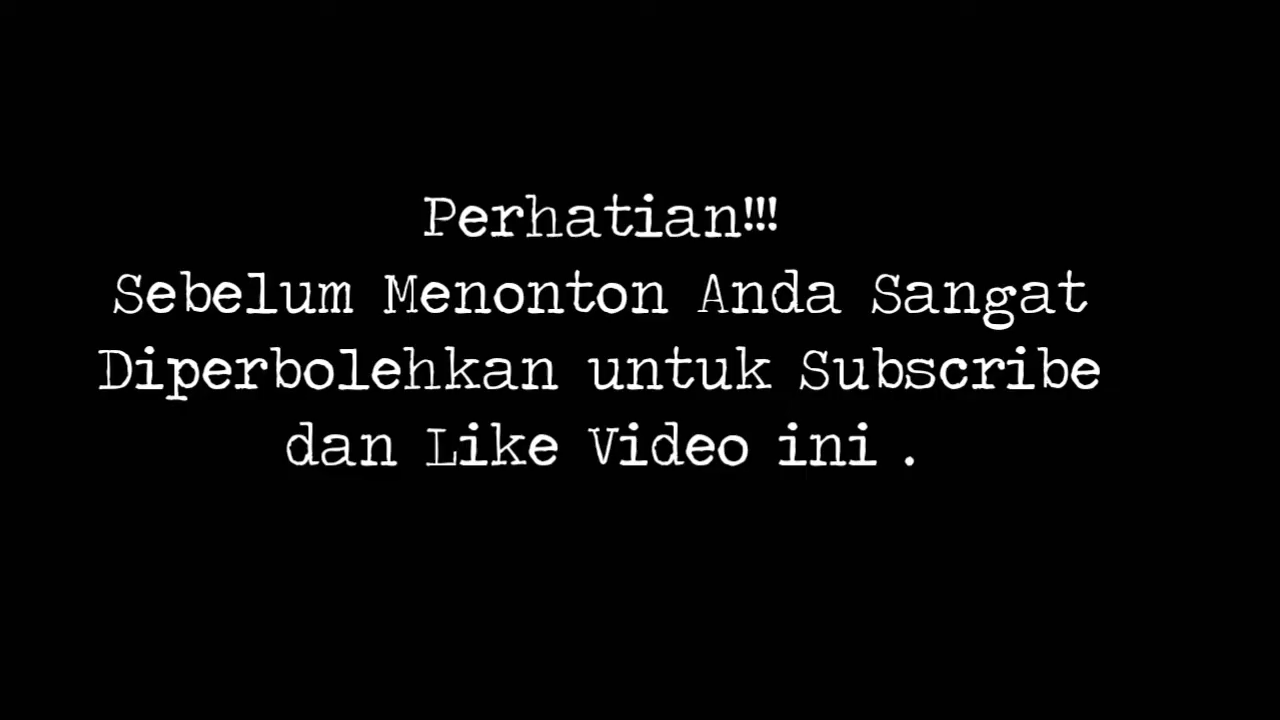 Perhatian!!!
Sebelum Menonton Anda Sangat
Diperbolehkan untuk Subscribe
dan Like Video ini .